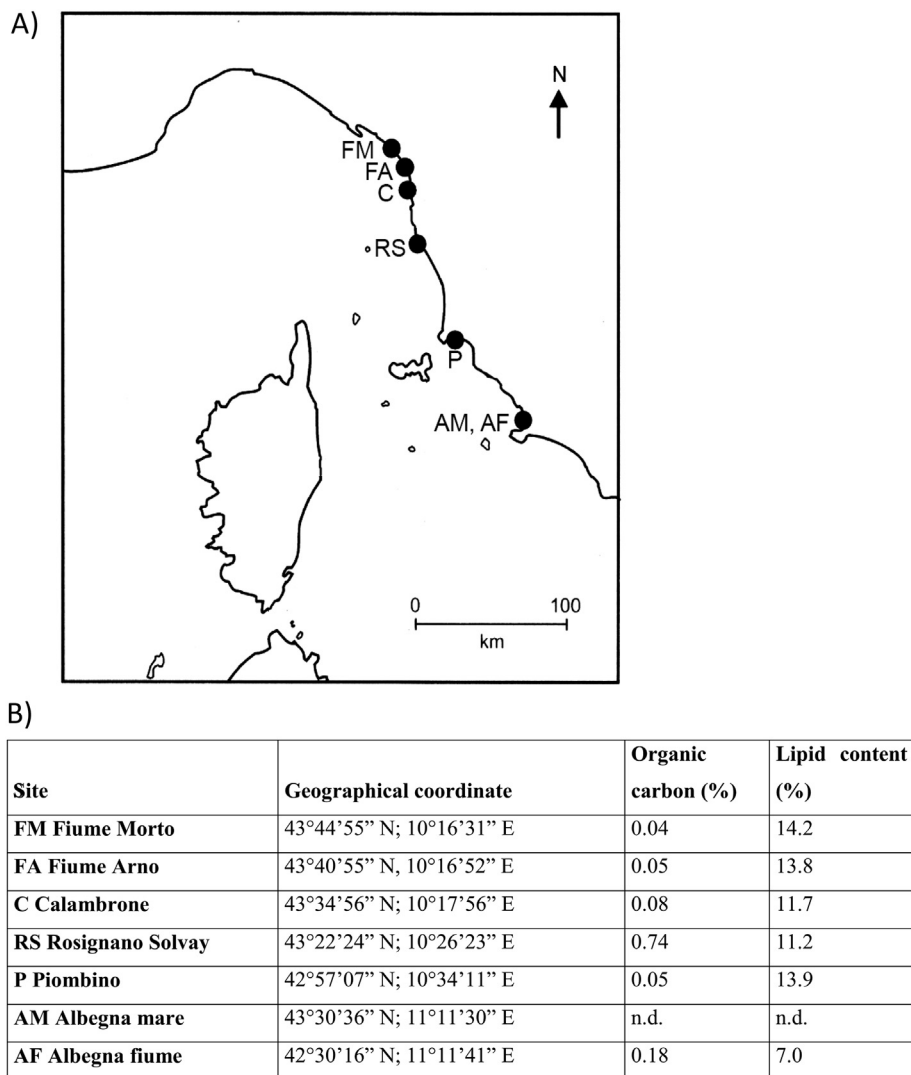 A)
N
FM
FA
C
RS
P
AM, AF
0 100
km
B)
Site Geographical coordinate Organic carbon (%) Lipid content (%)
FM Fiume Morto 43°44’55” N; 10°16’31” E 0.04 14.2
FA Fiume Arno 43°40’55” N, 10°16’52” E 0.05 13.8
C Calambrone 43°34’56” N; 10°17’56” E 0.08 11.7
RS Rosignano Solvay 43°22’24” N; 10°26’23” E 0.74 11.2
P Piombino 42°57’07” N; 10°34’11” E 0.05 13.9
AM Albegna mare 43°30’36” N; 11°11’30” E n.d. n.d.
AF Albegna fiume 42°30’16” N; 11°11’41” E 0.18 7.0